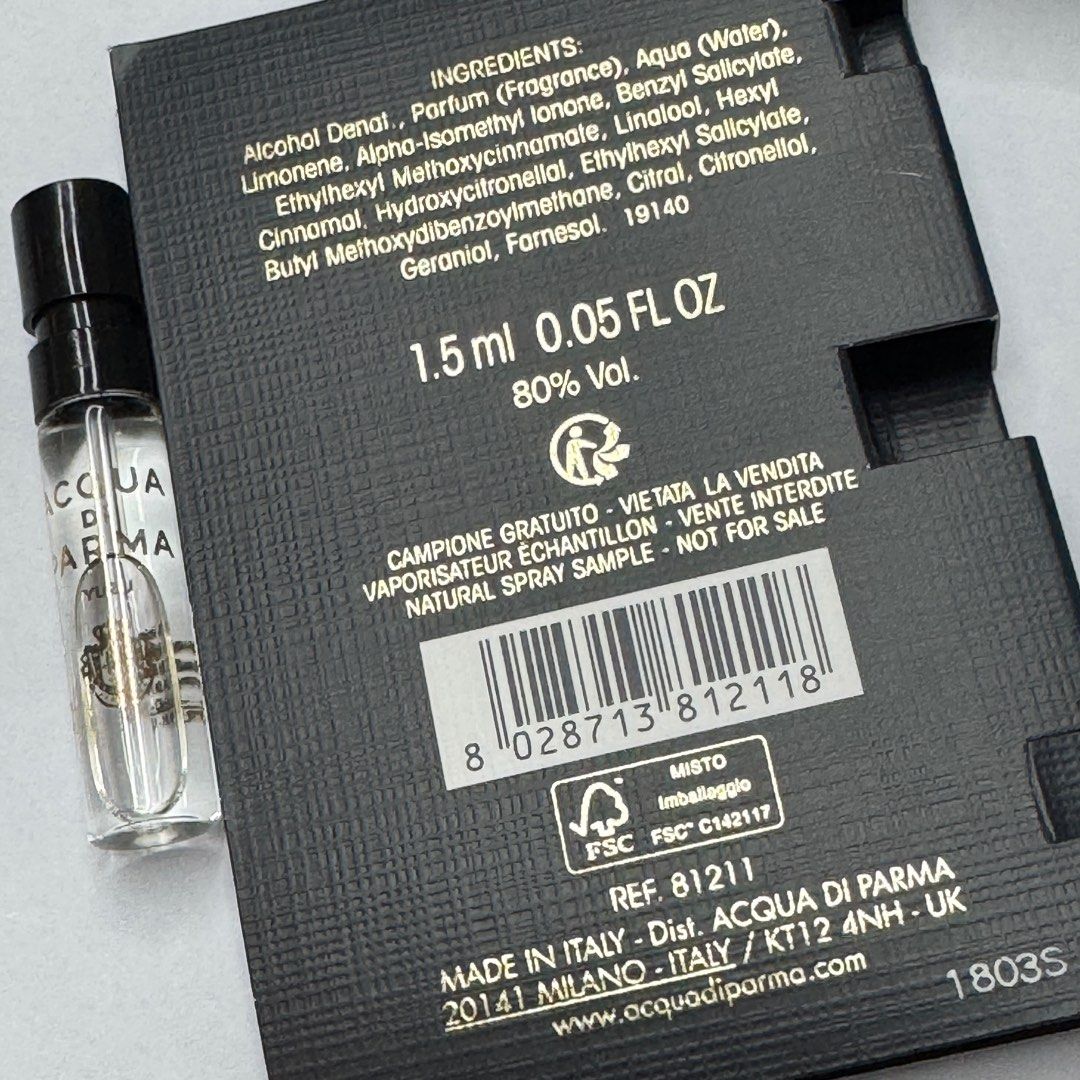 INGREDIENTS:
Alcohol Denat., Parfum (Fragrance), Aqua (Water),
Limonene, Alpha-Isomethyl Ionone, Benzyl Salicylate,
Ethylhexyl Methoxycinnamate, Linalool, Hexyl
Cinnamal, Hydroxycitronellal, Ethylhexyl Salicylate,
Butyl Methoxydibenzoylmethane, Citral, Citronellol,
Geraniol, Farnesol. 19140
1.5 ml 0.05 FL OZ
80% Vol.
CAMPIONE GRATUITO - VIETATA LA VENDITA
VAPORISATEUR ÉCHANTILLON - VENTE INTERDITE
NATURAL SPRAY SAMPLE - NOT FOR SALE
8 028713 812118
MISTO
Imballaggio
FSC™ C142117
FSC
REF. 81211
MADE IN ITALY - Dist. ACQUA DI PARMA
20141 MILANO - ITALY / KT12 4NH - UK
www.acquadiparma.com
1803S
ACQUA
DI
PARMA
YUZU